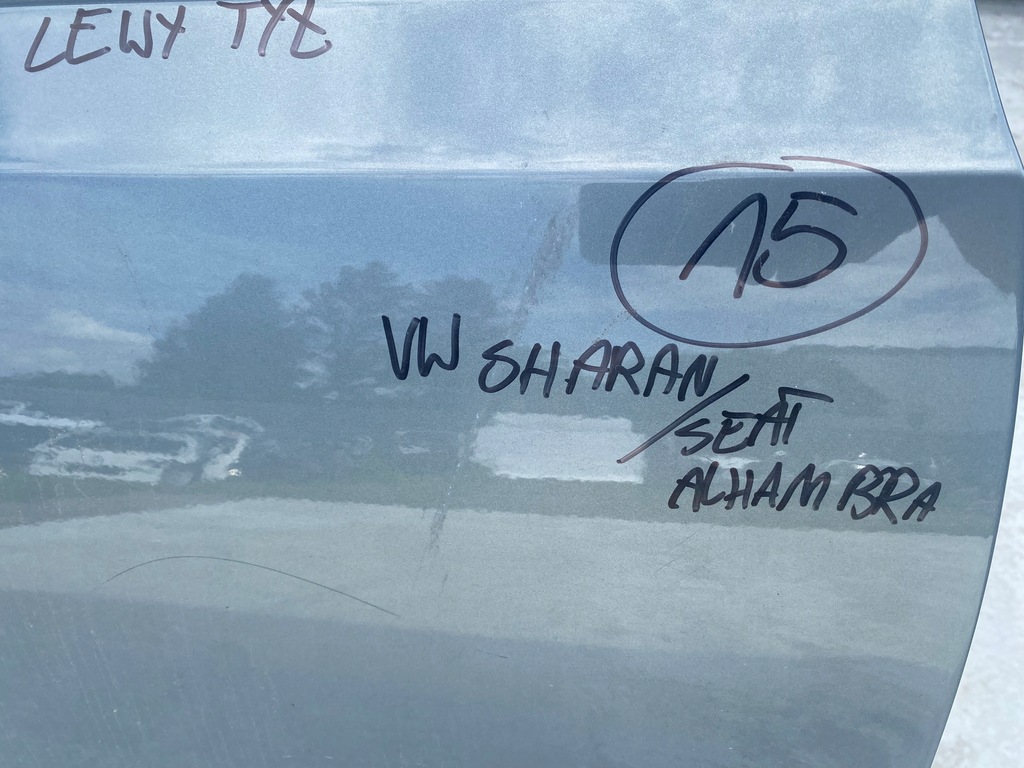 LEWY TYŁ
15
VW SHARAN/
SEAT
ALHAMBRA